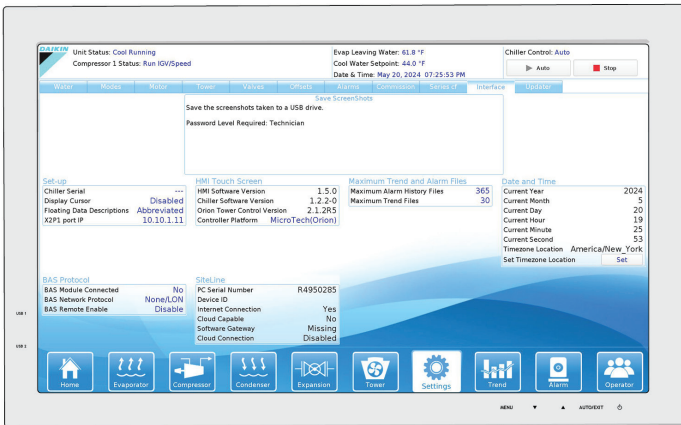 DAIKIN
Unit Status: Cool Running
Compressor 1 Status: Run IGV/Speed
Evap Leaving Water: 61.8 °F
Cool Water Setpoint: 44.0 °F
Date & Time: May 20, 2024 07:25:53 PM
Chiller Control: Auto
Auto
Stop
Water
Modes
Motor
Tower
Valves
Offsets
Alarms
Commission
Series cf
Interface
Updater
Save ScreenShots
Save the screenshots taken to a USB drive.
Password Level Required: Technician
Set-up
Chiller Serial ---
Display Cursor Disabled
Floating Data Descriptions Abbreviated
X2P1 port IP 10.10.1.11
HMI Touch Screen
HMI Software Version 1.5.0
Chiller Software Version 1.2.2-0
Orion Tower Control Version 2.1.2R5
Controller Platform MicroTech(Orion)
Maximum Trend and Alarm Files
Maximum Alarm History Files 365
Maximum Trend Files 30
Date and Time
Current Year 2024
Current Month 5
Current Day 20
Current Hour 19
Current Minute 25
Current Second 53
Timezone Location America/New_York
Set Timezone Location Set
BAS Protocol
BAS Module Connected No
BAS Network Protocol None/LON
BAS Remote Enable Disable
SiteLine
PC Serial Number R4950285
Device ID
Internet Connection Yes
Cloud Capable No
Software Gateway Missing
Cloud Connection Disabled
USB 1
USB 2
Home
Evaporator
Compressor
Condenser
Expansion
Tower
Settings
Trend
Alarm
Operator
MENU ▼ ▲ AUTO/EXIT